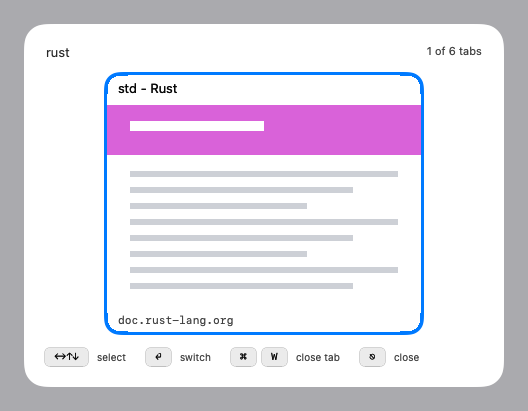 rust
1 of 6 tabs
std - Rust
doc.rust-lang.org
↔↑↓ select ↲ switch ⌘ W close tab ⎋ close